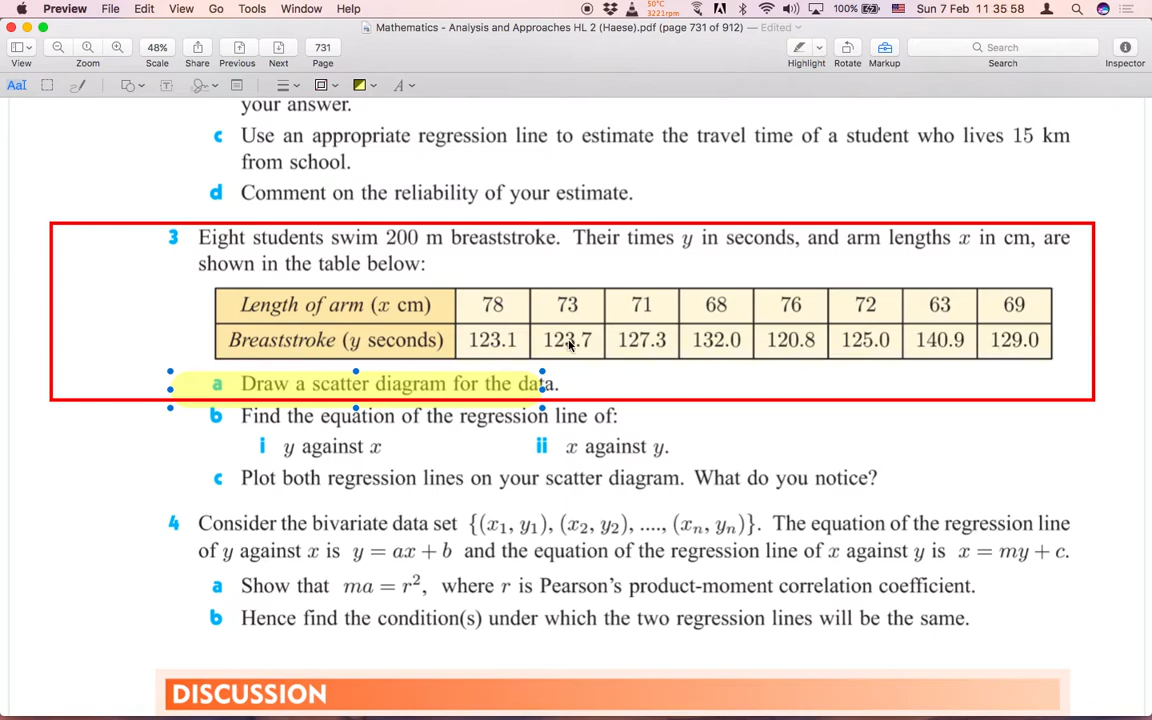 Preview File Edit View Go Tools Window Help 50°C 3221rpm 100% Sun 7 Feb 11 35 58
Mathematics - Analysis and Approaches HL 2 (Haese).pdf (page 731 of 912) — Edited
48% 731 Search
View Zoom Scale Share Previous Next Page Highlight Rotate Markup Search Inspector
your answer.
c Use an appropriate regression line to estimate the travel time of a student who lives 15 km
from school.
d Comment on the reliability of your estimate.
3 Eight students swim 200 m breaststroke. Their times y in seconds, and arm lengths x in cm, are
shown in the table below:
Length of arm (x cm) 78 73 71 68 76 72 63 69
Breaststroke (y seconds) 123.1 123.7 127.3 132.0 120.8 125.0 140.9 129.0
a Draw a scatter diagram for the data.
b Find the equation of the regression line of:
i y against x ii x against y.
c Plot both regression lines on your scatter diagram. What do you notice?
4 Consider the bivariate data set {(x₁, y₁), (x₂, y₂), ...., (xₙ, yₙ)}. The equation of the regression line
of y against x is y = ax + b and the equation of the regression line of x against y is x = my + c.
a Show that ma = r², where r is Pearson's product-moment correlation coefficient.
b Hence find the condition(s) under which the two regression lines will be the same.
DISCUSSION